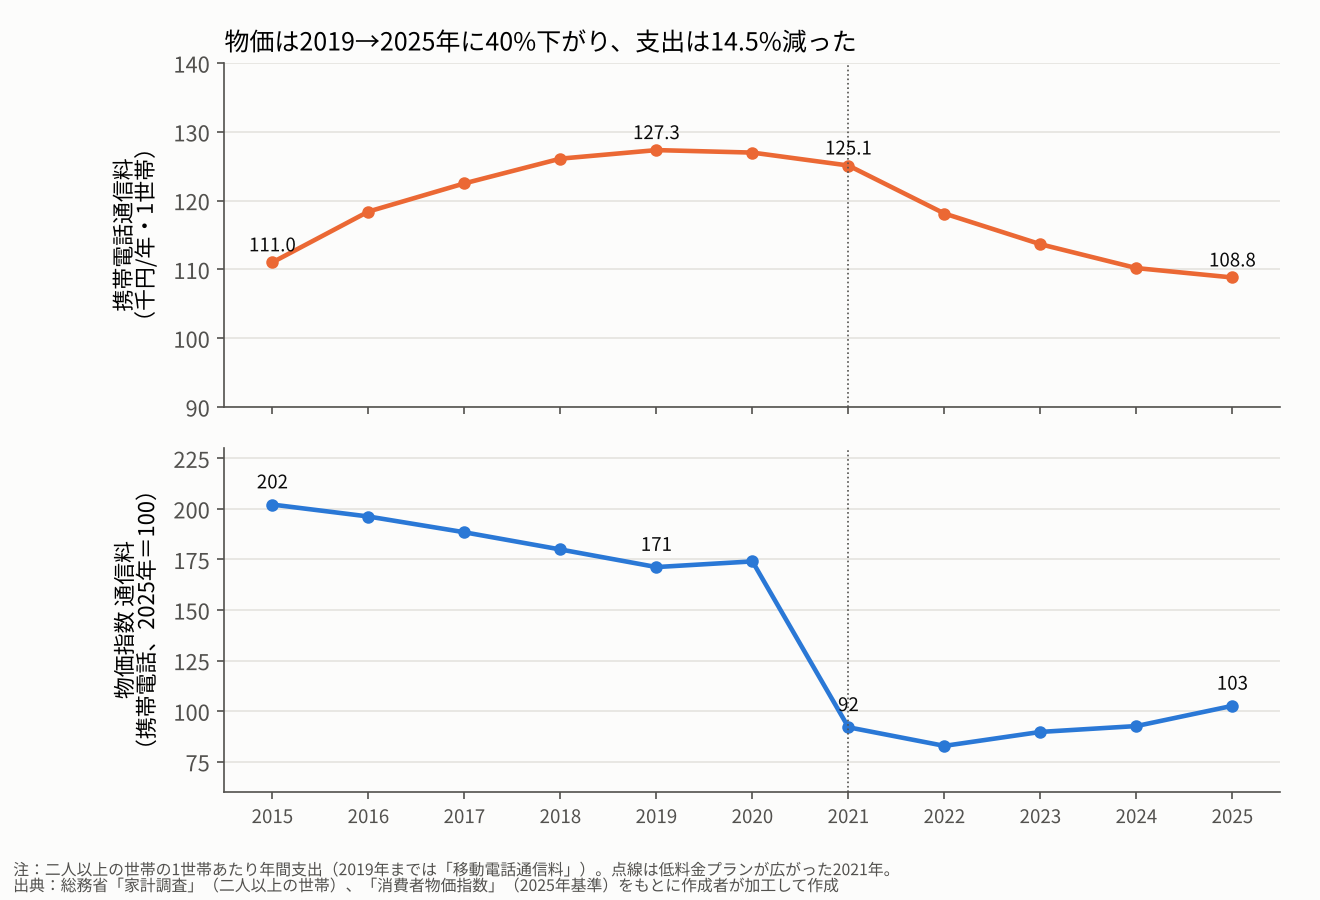 物価は2019→2025年に40%下がり、支出は14.5%減った
携帯電話通信料
（千円/年・1世帯）
140
130
120
110
100
90
111.0
127.3
125.1
108.8
物価指数 通信料
（携帯電話、2025年＝100）
225
200
175
150
125
100
75
202
171
92
103
2015 2016 2017 2018 2019 2020 2021 2022 2023 2024 2025
注：二人以上の世帯の1世帯あたり年間支出（2019年までは「移動電話通信料」）。点線は低料金プランが広がった2021年。
出典：総務省「家計調査」（二人以上の世帯）、「消費者物価指数」（2025年基準）をもとに作成者が加工して作成